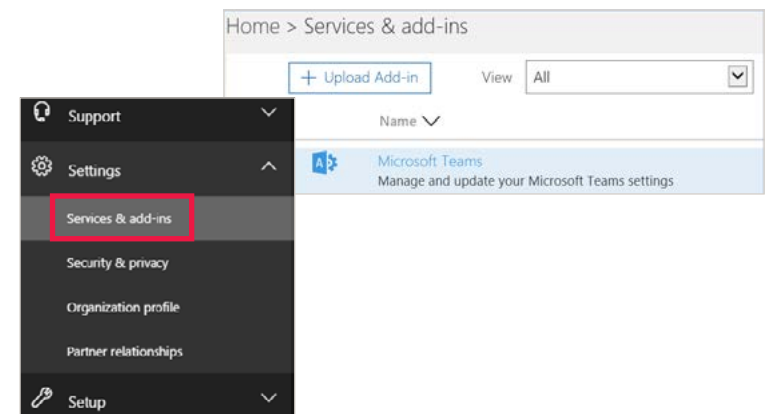 Home > Services & add-ins
+ Upload Add-in View All
Name
Microsoft Teams
Manage and update your Microsoft Teams settings
Support
Settings
Services & add-ins
Security & privacy
Organization profile
Partner relationships
Setup